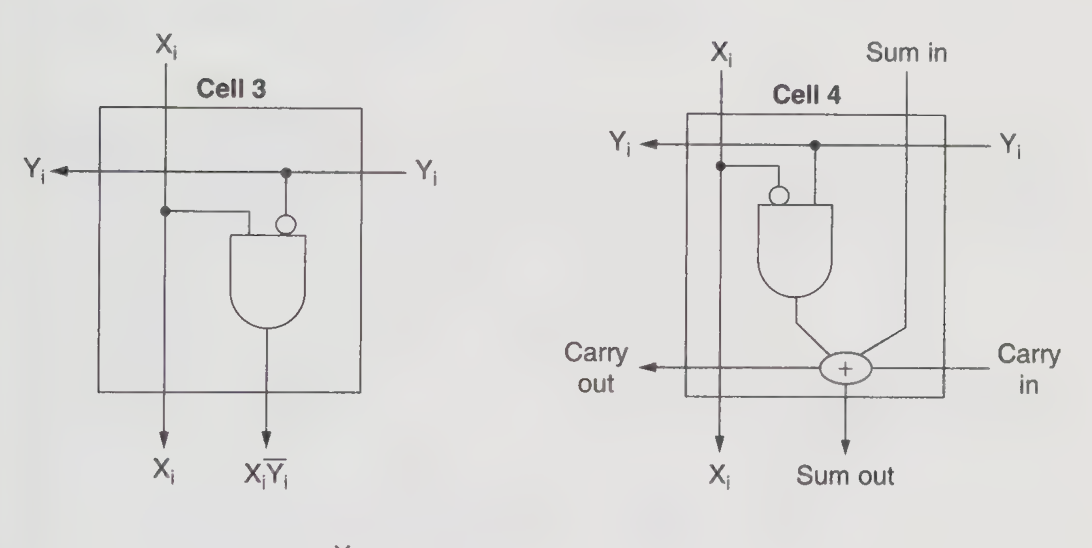 Xᵢ
Cell 3
Yᵢ
Yᵢ
Xᵢ
XᵢY̅ᵢ
Xᵢ
Sum in
Cell 4
Yᵢ
Yᵢ
Carry
out
+
Carry
in
Xᵢ
Sum out